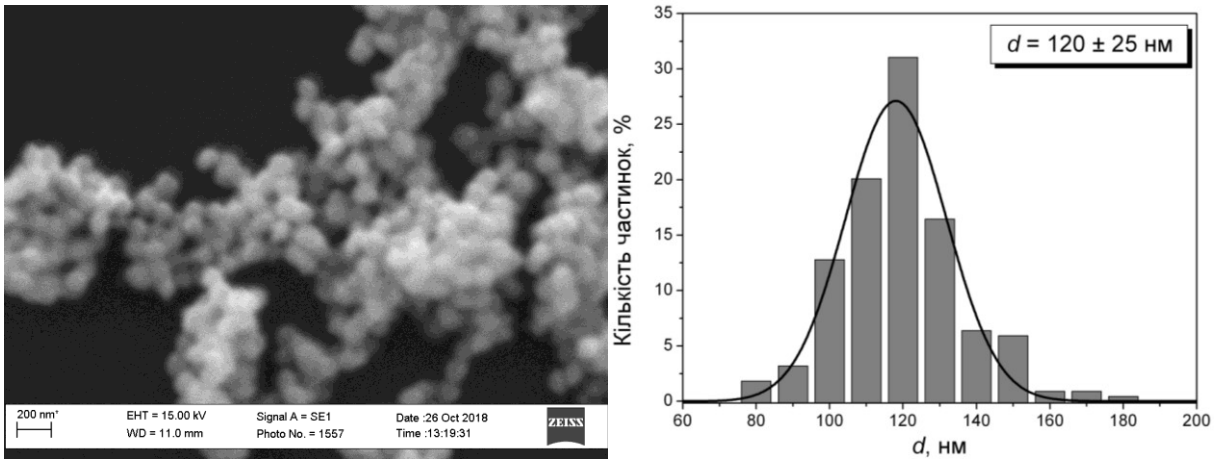 200 nm
EHT = 15.00 kV
Signal A = SE1
Date :26 Oct 2018
WD = 11.0 mm
Photo No. = 1557
Time :13:19:31
ZEISS
d = 120 ± 25 нм
Кількість частинок, %
35
30
25
20
15
10
5
0
60 80 100 120 140 160 180 200
d, нм